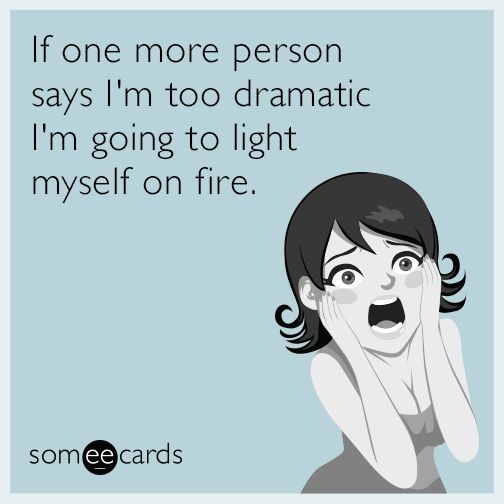 If one more person
says I'm too dramatic
I'm going to light
myself on fire.
someecards